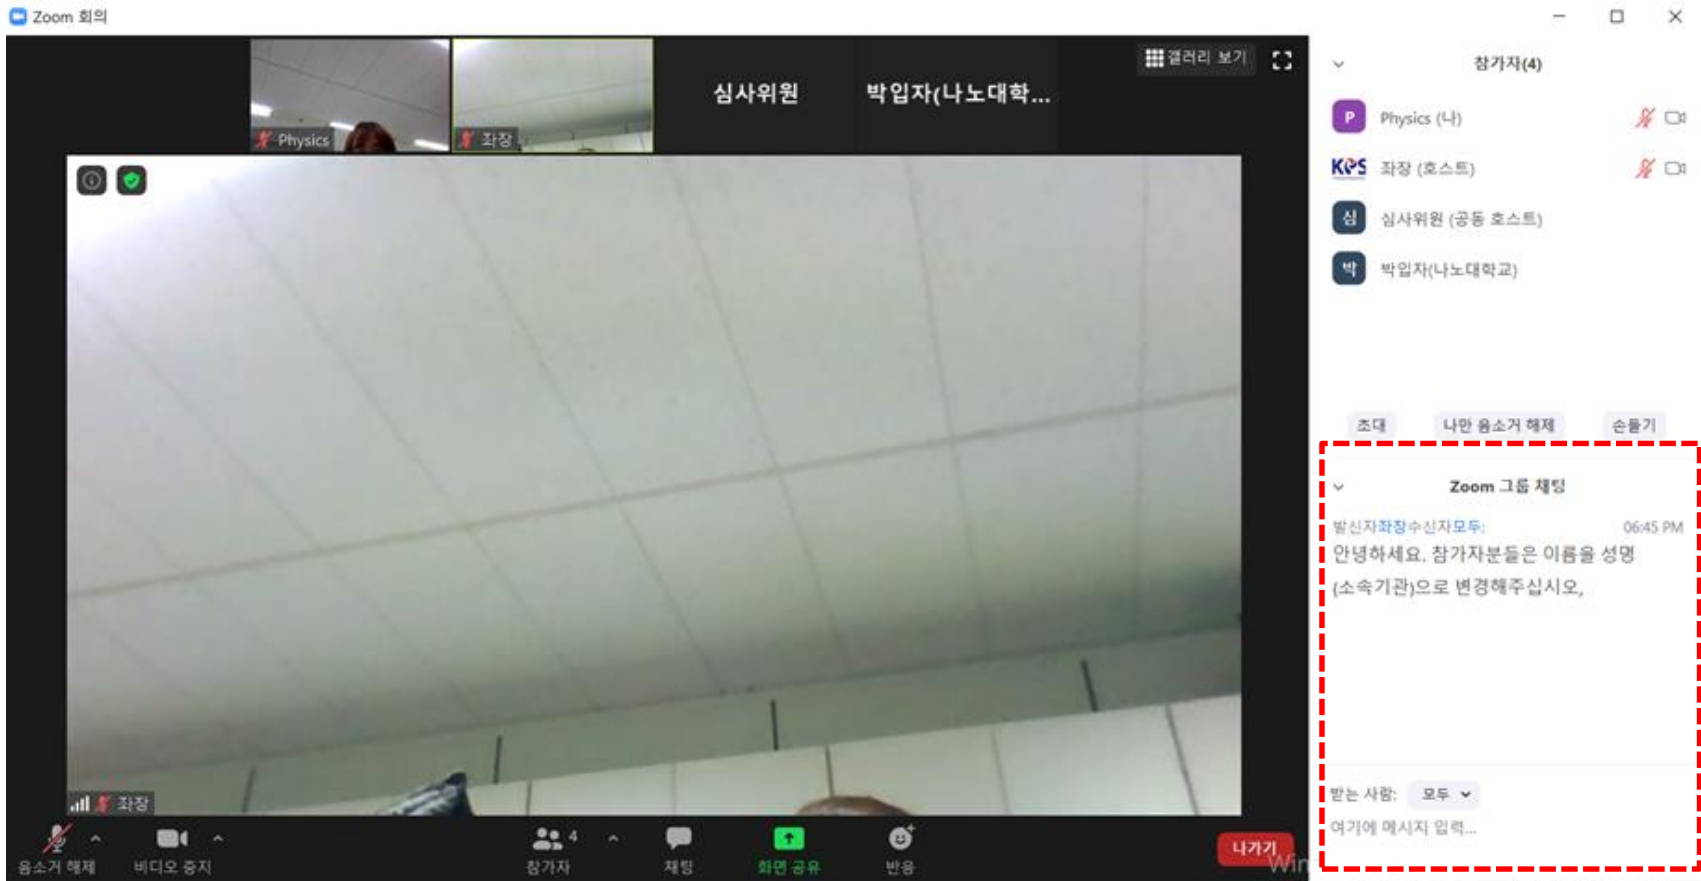 Zoom 회의
Physics
좌장
심사위원
박입자(나노대학...
갤러리 보기
좌장
음소거 해제
비디오 중지
4
참가자
채팅
화면 공유
반응
나가기
참가자(4)
P
Physics (나)
KPS
좌장 (호스트)
심
심사위원 (공동 호스트)
박
박입자(나노대학교)
초대
나만 음소거 해제
손들기
Zoom 그룹 채팅
발신자좌장수신자모두:
06:45 PM
안녕하세요. 참가자분들은 이름을 성명
(소속기관)으로 변경해주십시오,
받는 사람:
모두
여기에 메시지 입력...